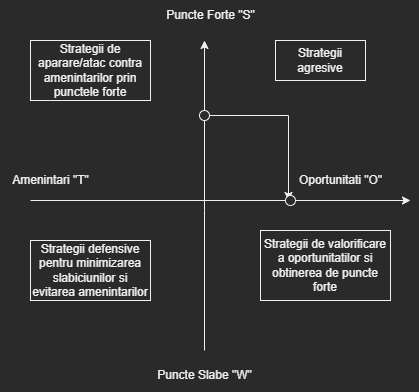 Puncte Forte "S"
Strategii de
aparare/atac contra
amenintarilor prin
punctele forte
Strategii
agresive
Amenintari "T"
Oportunitati "O"
Strategii defensive
pentru minimizarea
slabiciunilor si
evitarea amenintarilor
Strategii de valorificare
a oportunitatilor si
obtinerea de puncte
forte
Puncte Slabe "W"